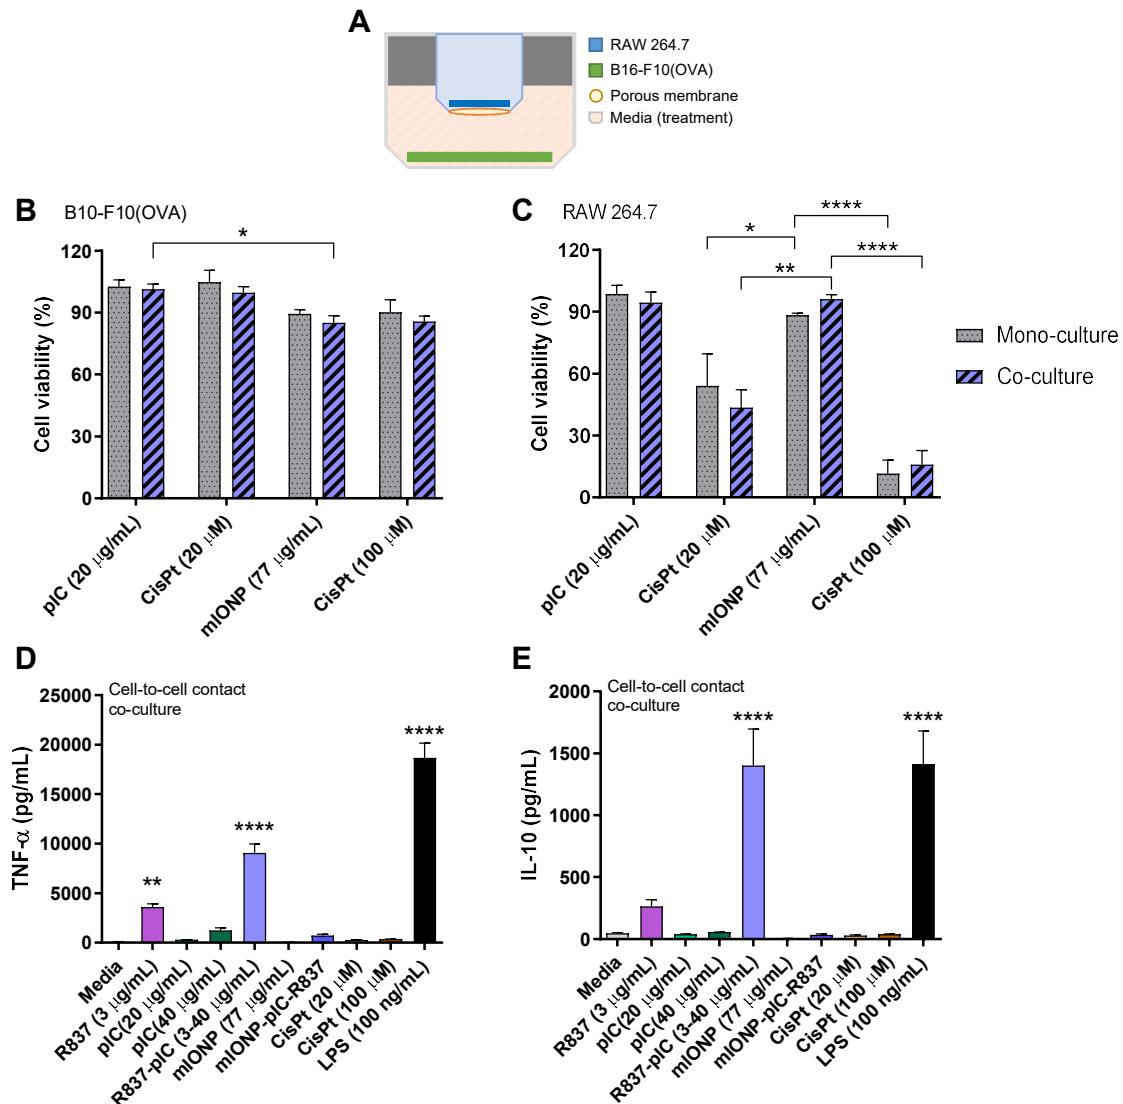 A
RAW 264.7
B16-F10(OVA)
Porous membrane
Media (treatment)
B
B10-F10(OVA)
*
120
90
60
30
0
Cell viability (%)
pIC (20 μg/mL)
CisPt (20 μM)
mIONP (77 μg/mL)
CisPt (100 μM)
C
RAW 264.7
****
*
****
**
120
90
60
30
0
Cell viability (%)
pIC (20 μg/mL)
CisPt (20 μM)
mIONP (77 μg/mL)
CisPt (100 μM)
Mono-culture
Co-culture
D
Cell-to-cell contact
co-culture
25000
20000
15000
10000
5000
0
TNF-α (pg/mL)
**
****
****
Media
R837 (3 μg/mL)
pIC(20 μg/mL)
pIC(40 μg/mL)
R837-pIC (3-40 μg/mL)
mIONP (77 μg/mL)
mIONP-pIC-R837
CisPt (20 μM)
CisPt (100 μM)
LPS (100 ng/mL)
E
Cell-to-cell contact
co-culture
2000
1500
1000
500
0
IL-10 (pg/mL)
****
****
Media
R837 (3 μg/mL)
pIC(20 μg/mL)
pIC(40 μg/mL)
R837-pIC (3-40 μg/mL)
mIONP (77 μg/mL)
mIONP-pIC-R837
CisPt (20 μM)
CisPt (100 μM)
LPS (100 ng/mL)